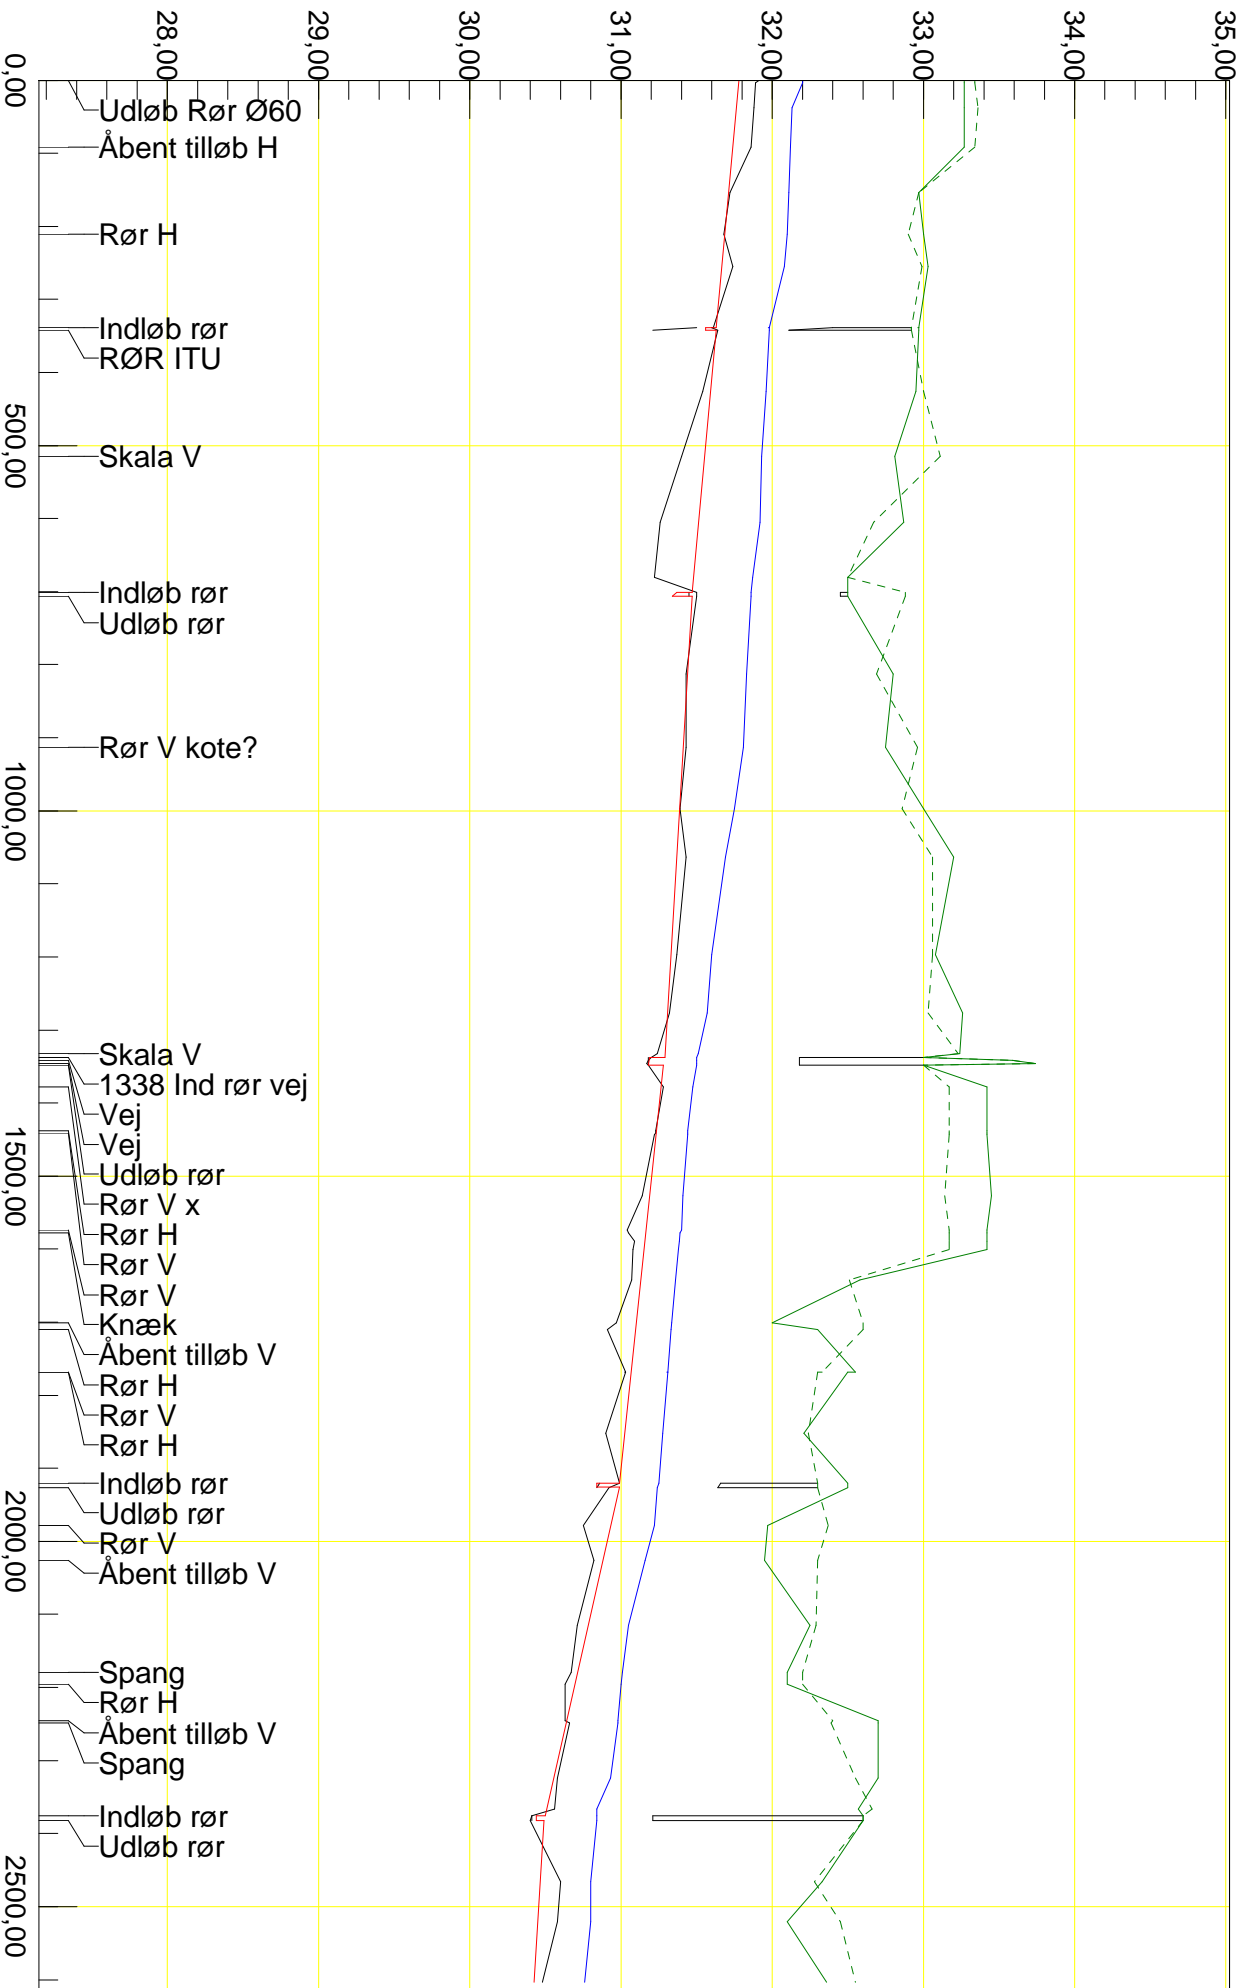 35,00
34,00
33,00
32,00
31,00
30,00
29,00
28,00
0,00
Udløb Rør Ø60
Åbent tilløb H
Rør H
Indløb rør
RØR ITU
500,00
Skala V
Indløb rør
Udløb rør
Rør V kote?
1000,00
Skala V
1338 Ind rør vej
Vej
Vej
Udløb rør
1500,00
Rør V x
Rør H
Rør V
Rør V
Knæk
Åbent tilløb V
Rør H
Rør V
Rør H
Indløb rør
Udløb rør
Rør V
2000,00
Åbent tilløb V
Spang
Rør H
Åbent tilløb V
Spang
Indløb rør
Udløb rør
2500,00